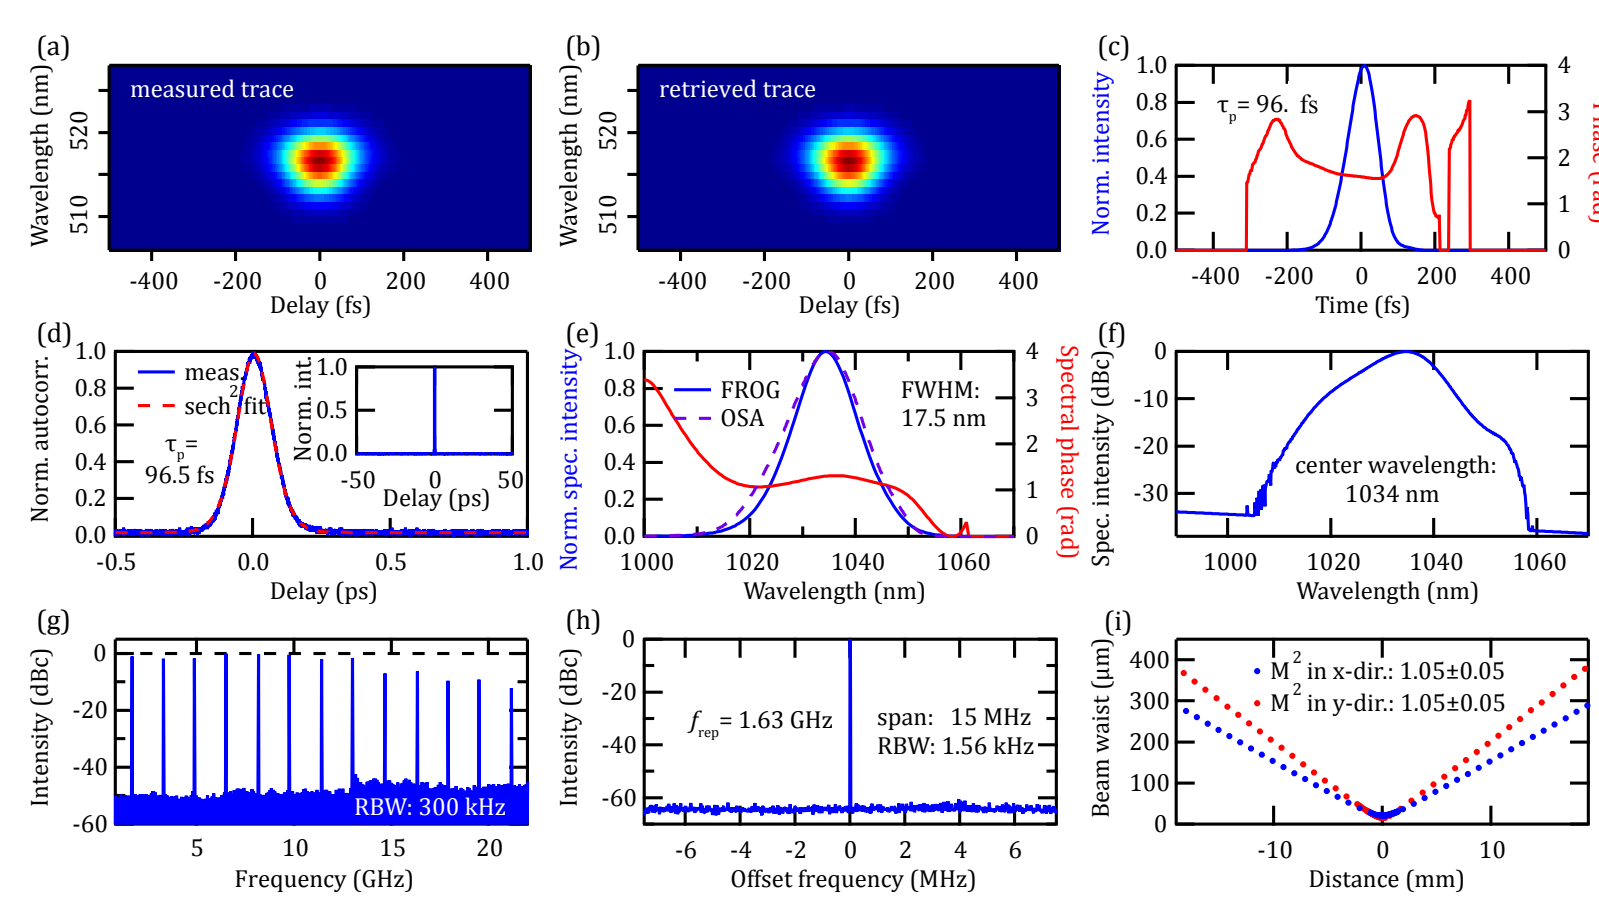 (a)
measured trace
Wavelength (nm)
520
510
-400 -200 0 200 400
Delay (fs)
(b)
retrieved trace
Wavelength (nm)
520
510
-400 -200 0 200 400
Delay (fs)
(c)
Norm. intensity
1.0
0.8
0.6
0.4
0.2
0.0
τp= 96. fs
4
3
2
1
0
-400 -200 0 200 400
Time (fs)
(d)
Norm. autocorr.
1.0
0.8
0.6
0.4
0.2
0.0
meas.
sech2 fit
τp=
96.5 fs
Norm. int.
1.0
0.5
0.0
-50 0 50
Delay (ps)
-0.5 0.0 0.5 1.0
Delay (ps)
(e)
Norm. spec. intensity
1.0
0.8
0.6
0.4
0.2
0.0
FROG
OSA
FWHM:
17.5 nm
4
3
2
1
0
Spectral phase (rad)
1000 1020 1040 1060
Wavelength (nm)
(f)
Spec. intensity (dBc)
0
-10
-20
-30
center wavelength:
1034 nm
1000 1020 1040 1060
Wavelength (nm)
(g)
Intensity (dBc)
0
-20
-40
-60
RBW: 300 kHz
5 10 15 20
Frequency (GHz)
(h)
Intensity (dBc)
0
-20
-40
-60
frep= 1.63 GHz
span: 15 MHz
RBW: 1.56 kHz
-6 -4 -2 0 2 4 6
Offset frequency (MHz)
(i)
Beam waist (μm)
400
300
200
100
0
M2 in x-dir.: 1.05±0.05
M2 in y-dir.: 1.05±0.05
-10 0 10
Distance (mm)